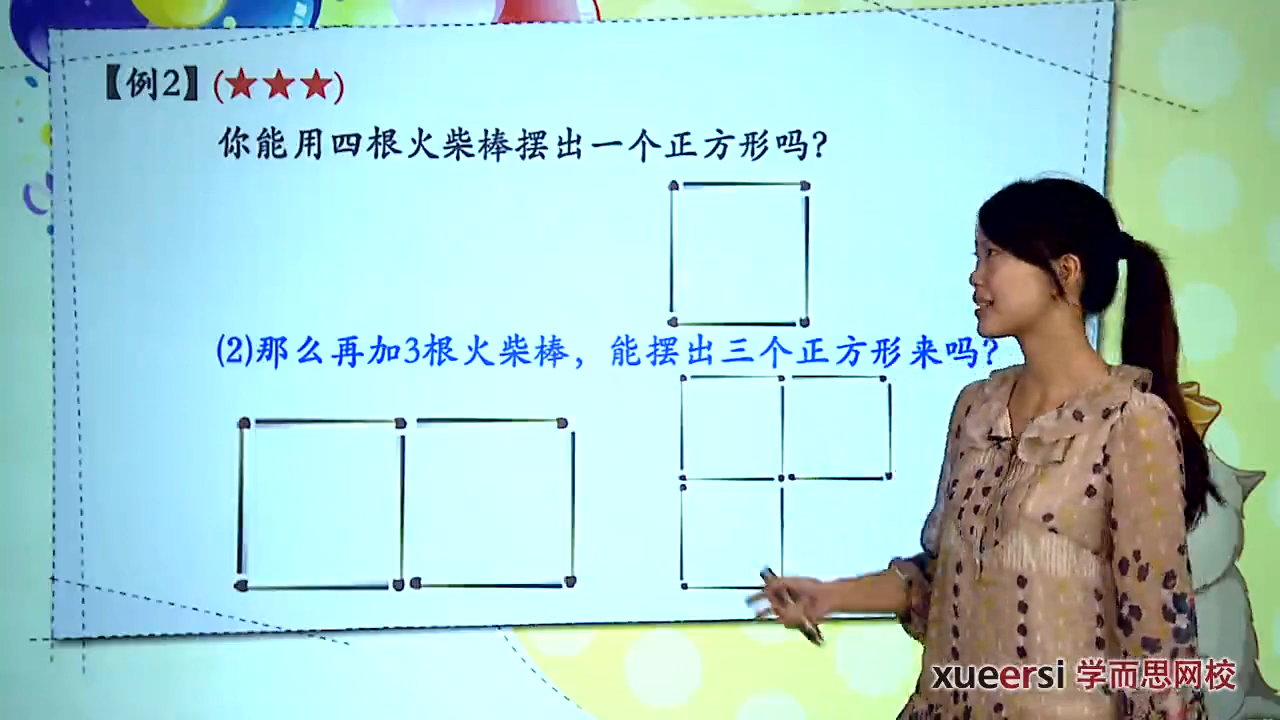 【例2】(★★★)
你能用四根火柴棒摆出一个正方形吗？
(2)那么再加3根火柴棒，能摆出三个正方形来吗？
xueersi 学而思网校